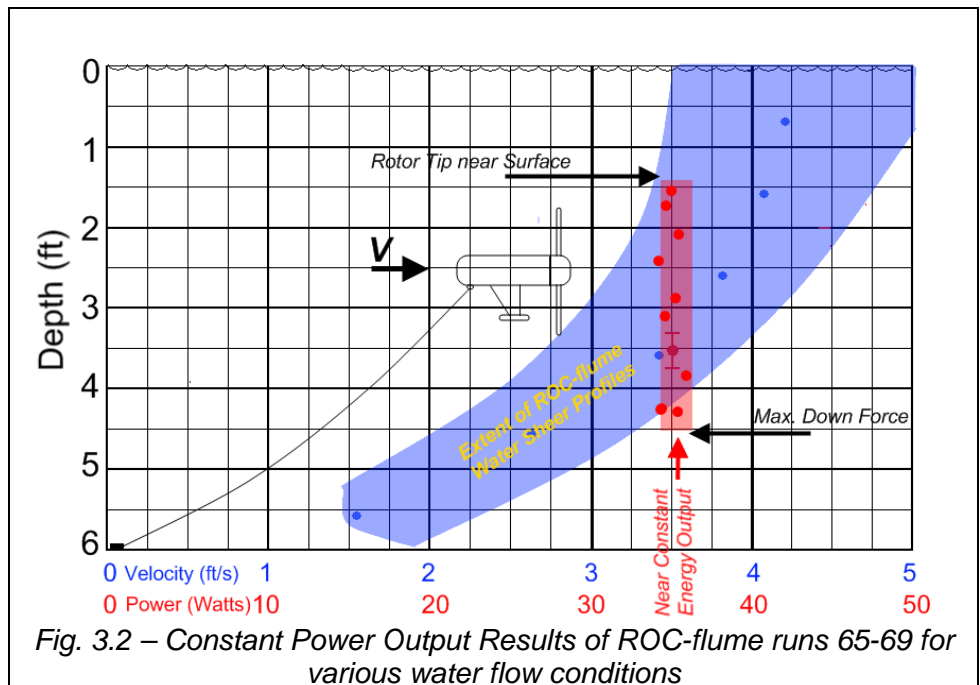 0
Rotor Tip near Surface
1
V
2
Depth (ft)
3
4
Extent of ROC-flume
Water Sheer Profiles
Max. Down Force
5
6
Near Constant
Energy Output
0 Velocity (ft/s) 1 2 3 4 5
0 Power (Watts) 10 20 30 40 50
Fig. 3.2 – Constant Power Output Results of ROC-flume runs 65-69 for
various water flow conditions